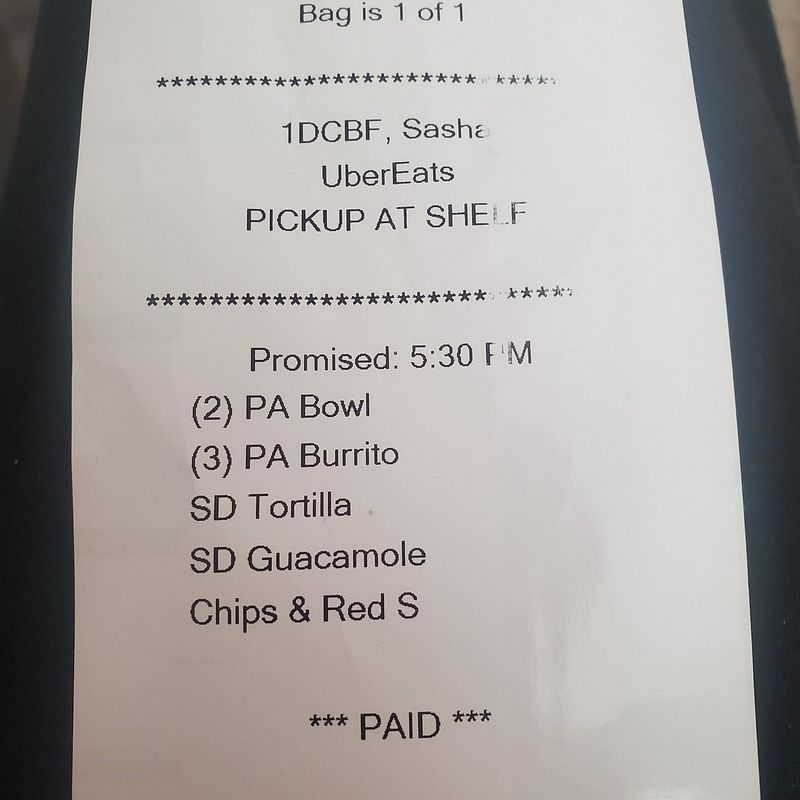 Bag is 1 of 1
****************************
1DCBF, Sasha
UberEats
PICKUP AT SHELF
****************************
Promised: 5:30 PM
(2) PA Bowl
(3) PA Burrito
SD Tortilla
SD Guacamole
Chips & Red S
*** PAID ***